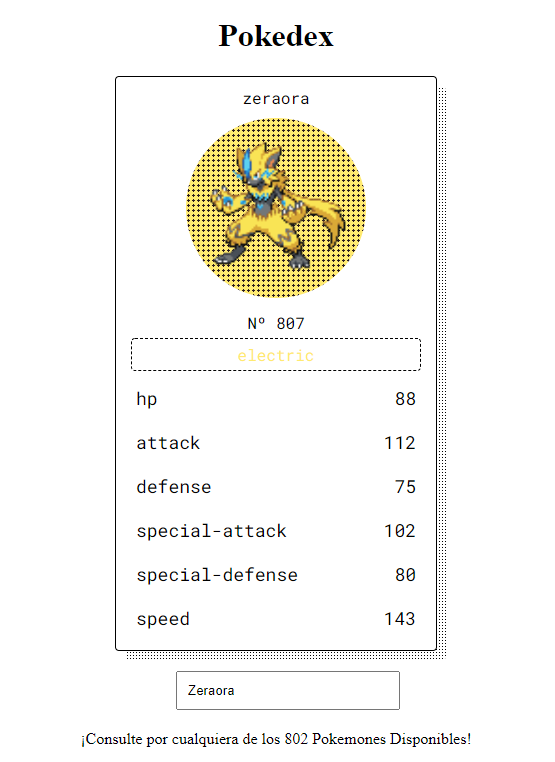 Pokedex
zeraora
Nº 807
electric
hp 88
attack 112
defense 75
special-attack 102
special-defense 80
speed 143
Zeraora
¡Consulte por cualquiera de los 802 Pokemones Disponibles!